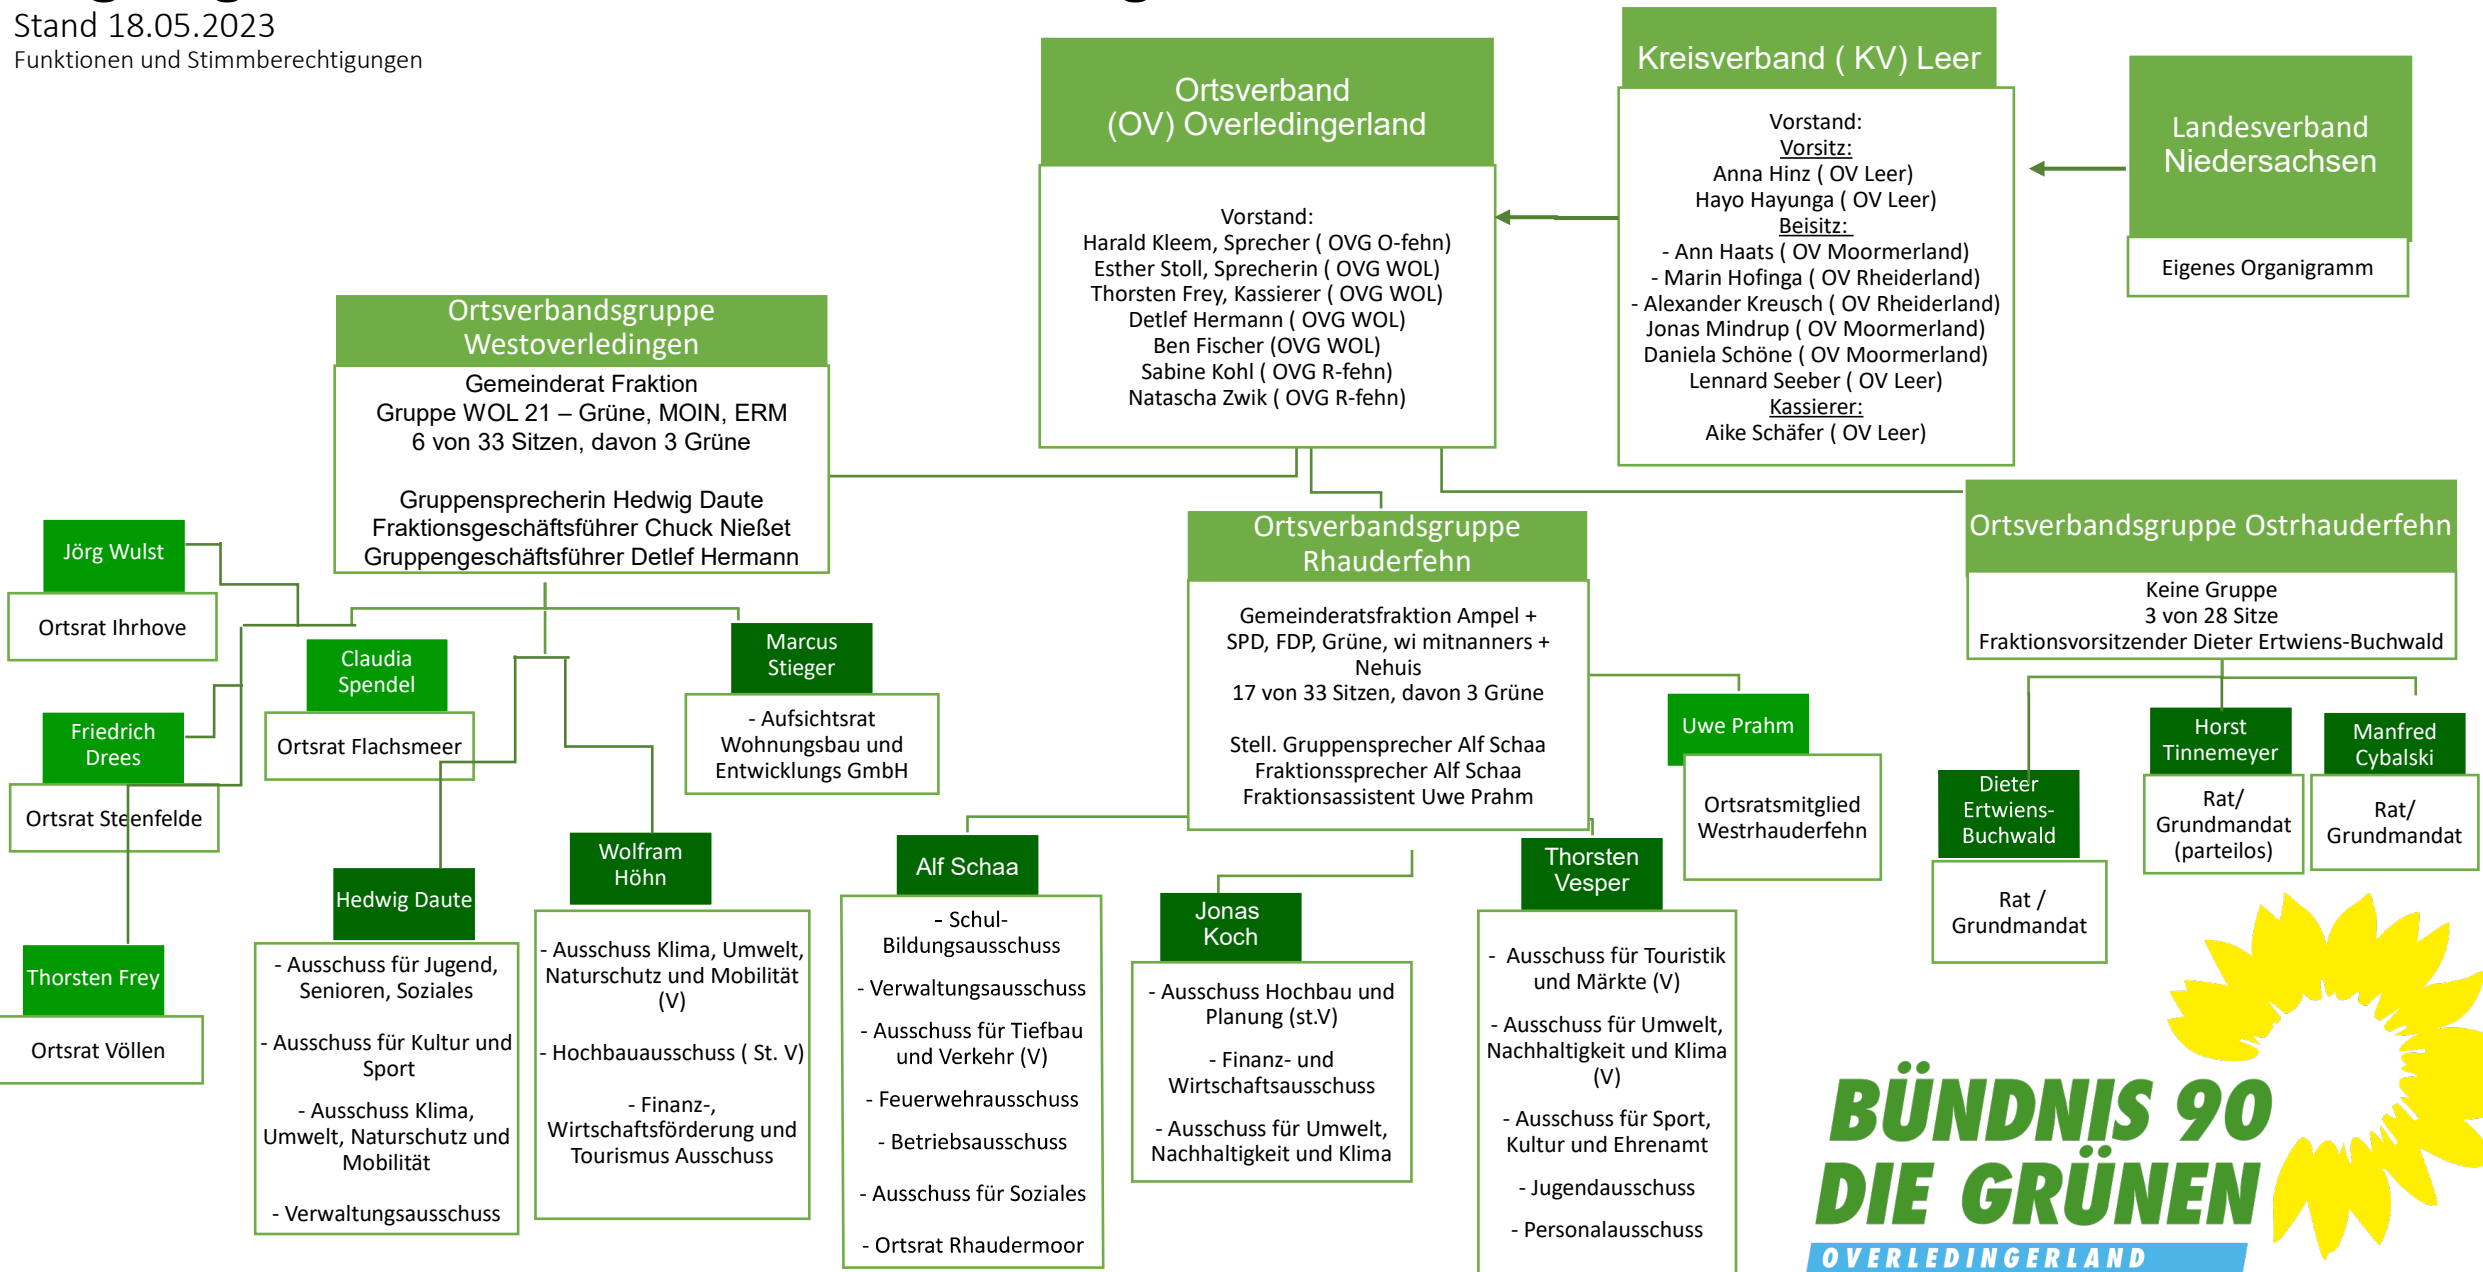 Stand 18.05.2023
Funktionen und Stimmberechtigungen
Ortsverband
(OV) Overledingerland
Vorstand:
Harald Kleem, Sprecher ( OVG O-fehn)
Esther Stoll, Sprecherin ( OVG WOL)
Thorsten Frey, Kassierer ( OVG WOL)
Detlef Hermann ( OVG WOL)
Ben Fischer (OVG WOL)
Sabine Kohl ( OVG R-fehn)
Natascha Zwik ( OVG R-fehn)
Kreisverband ( KV) Leer
Vorstand:
Vorsitz:
Anna Hinz ( OV Leer)
Hayo Hayunga ( OV Leer)
Beisitz:
- Ann Haats ( OV Moormerland)
- Marin Hofinga ( OV Rheiderland)
- Alexander Kreusch ( OV Rheiderland)
Jonas Mindrup ( OV Moormerland)
Daniela Schöne ( OV Moormerland)
Lennard Seeber ( OV Leer)
Kassierer:
Aike Schäfer ( OV Leer)
Landesverband
Niedersachsen
Eigenes Organigramm
Ortsverbandsgruppe
Westoverledingen
Gemeinderat Fraktion
Gruppe WOL 21 – Grüne, MOIN, ERM
6 von 33 Sitzen, davon 3 Grüne
Gruppensprecherin Hedwig Daute
Fraktionsgeschäftsführer Chuck Nießet
Gruppengeschäftsführer Detlef Hermann
Jörg Wulst
Ortsrat Ihrhove
Claudia
Spendel
Ortsrat Flachsmeer
Marcus
Stieger
- Aufsichtsrat
Wohnungsbau und
Entwicklungs GmbH
Friedrich
Drees
Ortsrat Steenfelde
Thorsten Frey
Ortsrat Völlen
Hedwig Daute
- Ausschuss für Jugend,
Senioren, Soziales
- Ausschuss für Kultur und
Sport
- Ausschuss Klima,
Umwelt, Naturschutz und
Mobilität
- Verwaltungsausschuss
Wolfram
Höhn
- Ausschuss Klima, Umwelt,
Naturschutz und Mobilität
(V)
- Hochbauausschuss ( St. V)
- Finanz-,
Wirtschaftsförderung und
Tourismus Ausschuss
Ortsverbandsgruppe
Rhauderfehn
Gemeinderatsfraktion Ampel +
SPD, FDP, Grüne, wi mitnanners +
Nehuis
17 von 33 Sitzen, davon 3 Grüne
Stell. Gruppensprecher Alf Schaa
Fraktionssprecher Alf Schaa
Fraktionsassistent Uwe Prahm
Uwe Prahm
Ortsratsmitglied
Westrhauderfehn
Alf Schaa
- Schul-
Bildungsausschuss
- Verwaltungsausschuss
- Ausschuss für Tiefbau
und Verkehr (V)
- Feuerwehrausschuss
- Betriebsausschuss
- Ausschuss für Soziales
- Ortsrat Rhaudermoor
Jonas
Koch
- Ausschuss Hochbau und
Planung (st.V)
- Finanz- und
Wirtschaftsausschuss
- Ausschuss für Umwelt,
Nachhaltigkeit und Klima
Thorsten
Vesper
- Ausschuss für Touristik
und Märkte (V)
- Ausschuss für Umwelt,
Nachhaltigkeit und Klima
(V)
- Ausschuss für Sport,
Kultur und Ehrenamt
- Jugendausschuss
- Personalausschuss
Ortsverbandsgruppe Ostrhauderfehn
Keine Gruppe
3 von 28 Sitze
Fraktionsvorsitzender Dieter Ertwiens-Buchwald
Dieter
Ertwiens-
Buchwald
Rat /
Grundmandat
Horst
Tinnemeyer
Rat/
Grundmandat
(parteilos)
Manfred
Cybalski
Rat/
Grundmandat
BÜNDNIS 90
DIE GRÜNEN
OVERLEDINGERLAND